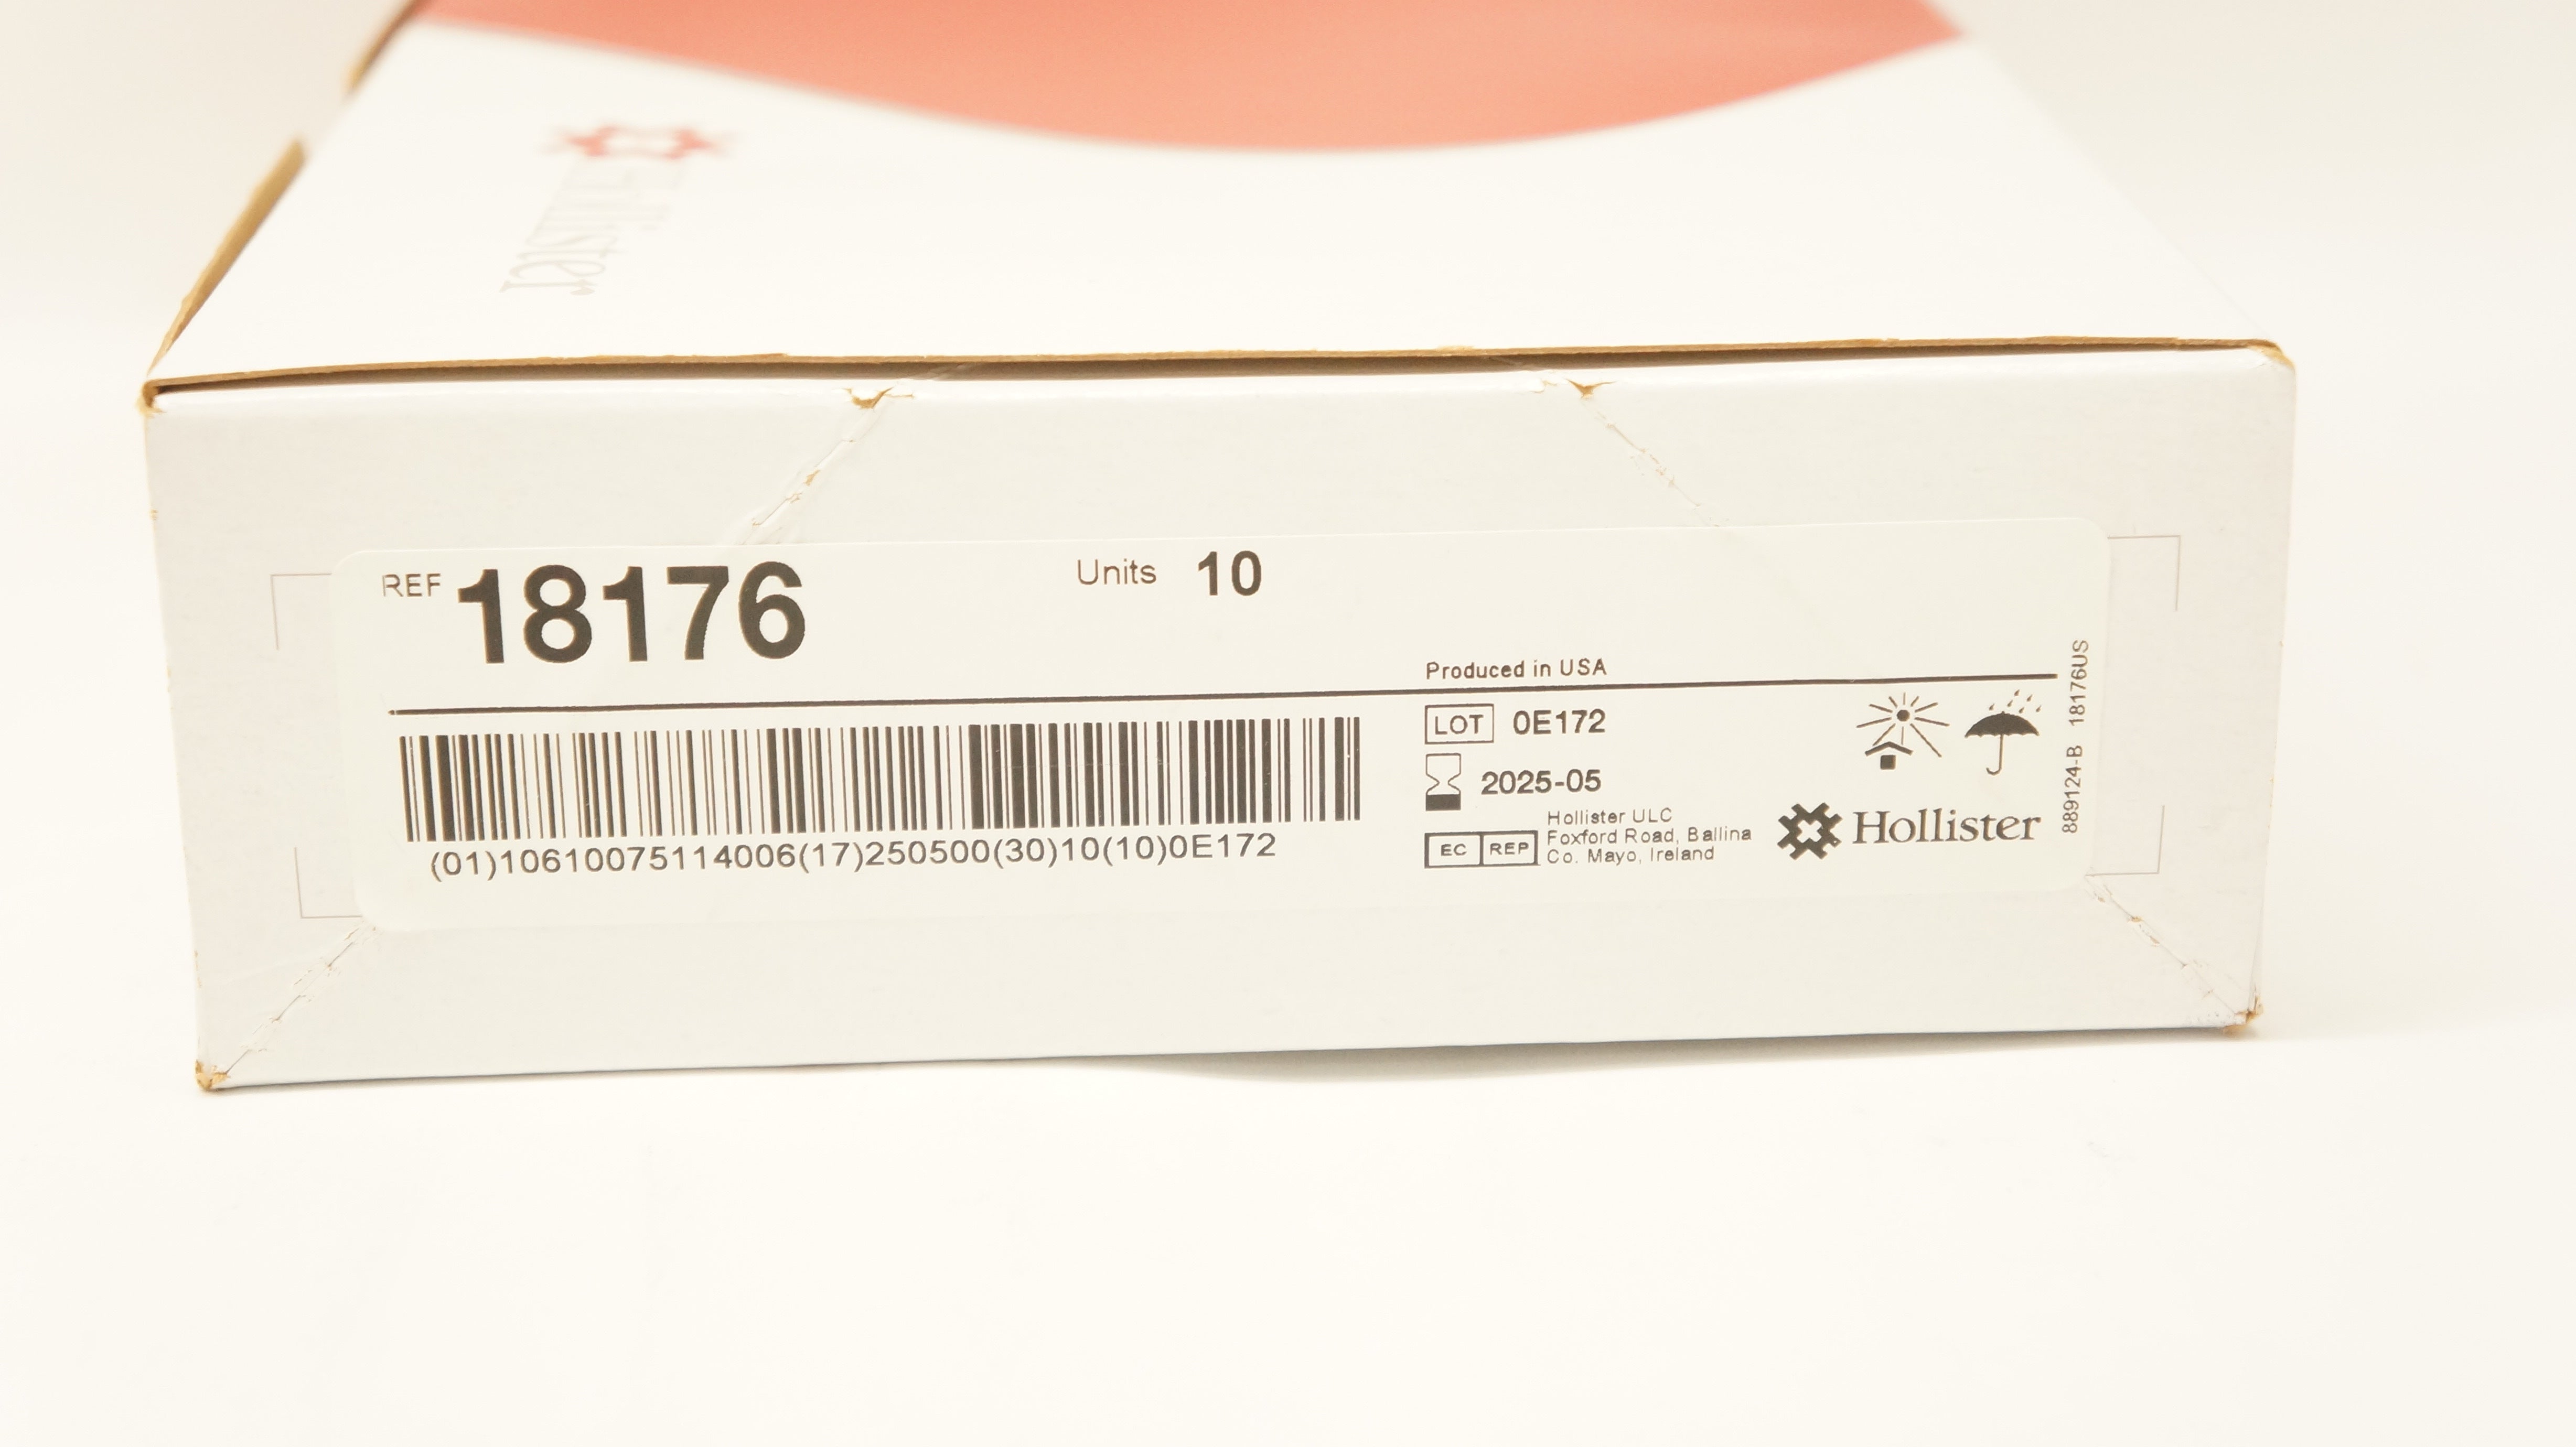 Hollister
REF 18176 Units 10
Produced in USA
LOT 0E172
2025-05
(01)10610075114006(17)250500(30)10(10)0E172
EC REP
Hollister ULC
Foxford Road, Ballina
Co. Mayo, Ireland
Hollister
889124-B 18176US